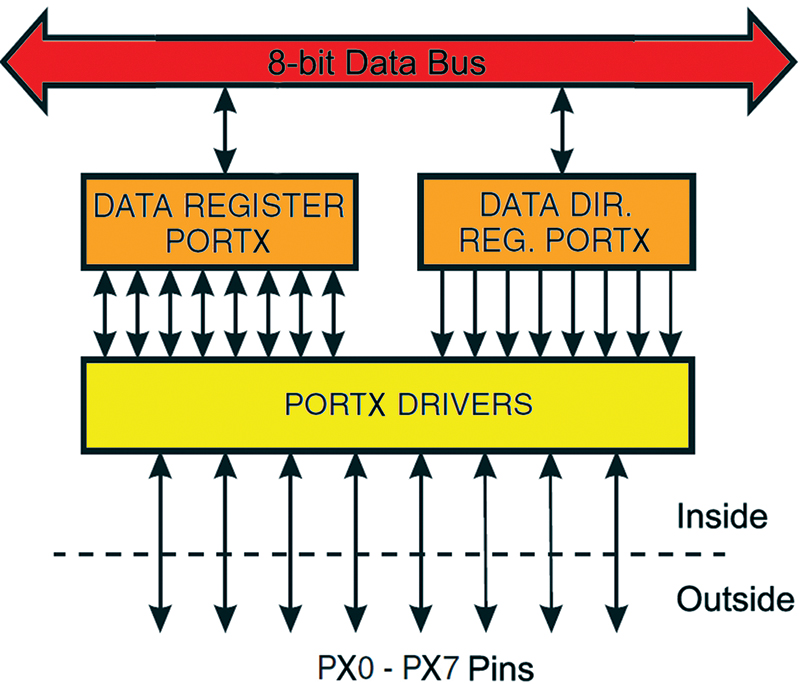 8-bit Data Bus
DATA REGISTER
PORTX
DATA DIR.
REG. PORTX
PORTX DRIVERS
Inside
Outside
PX0 - PX7 Pins